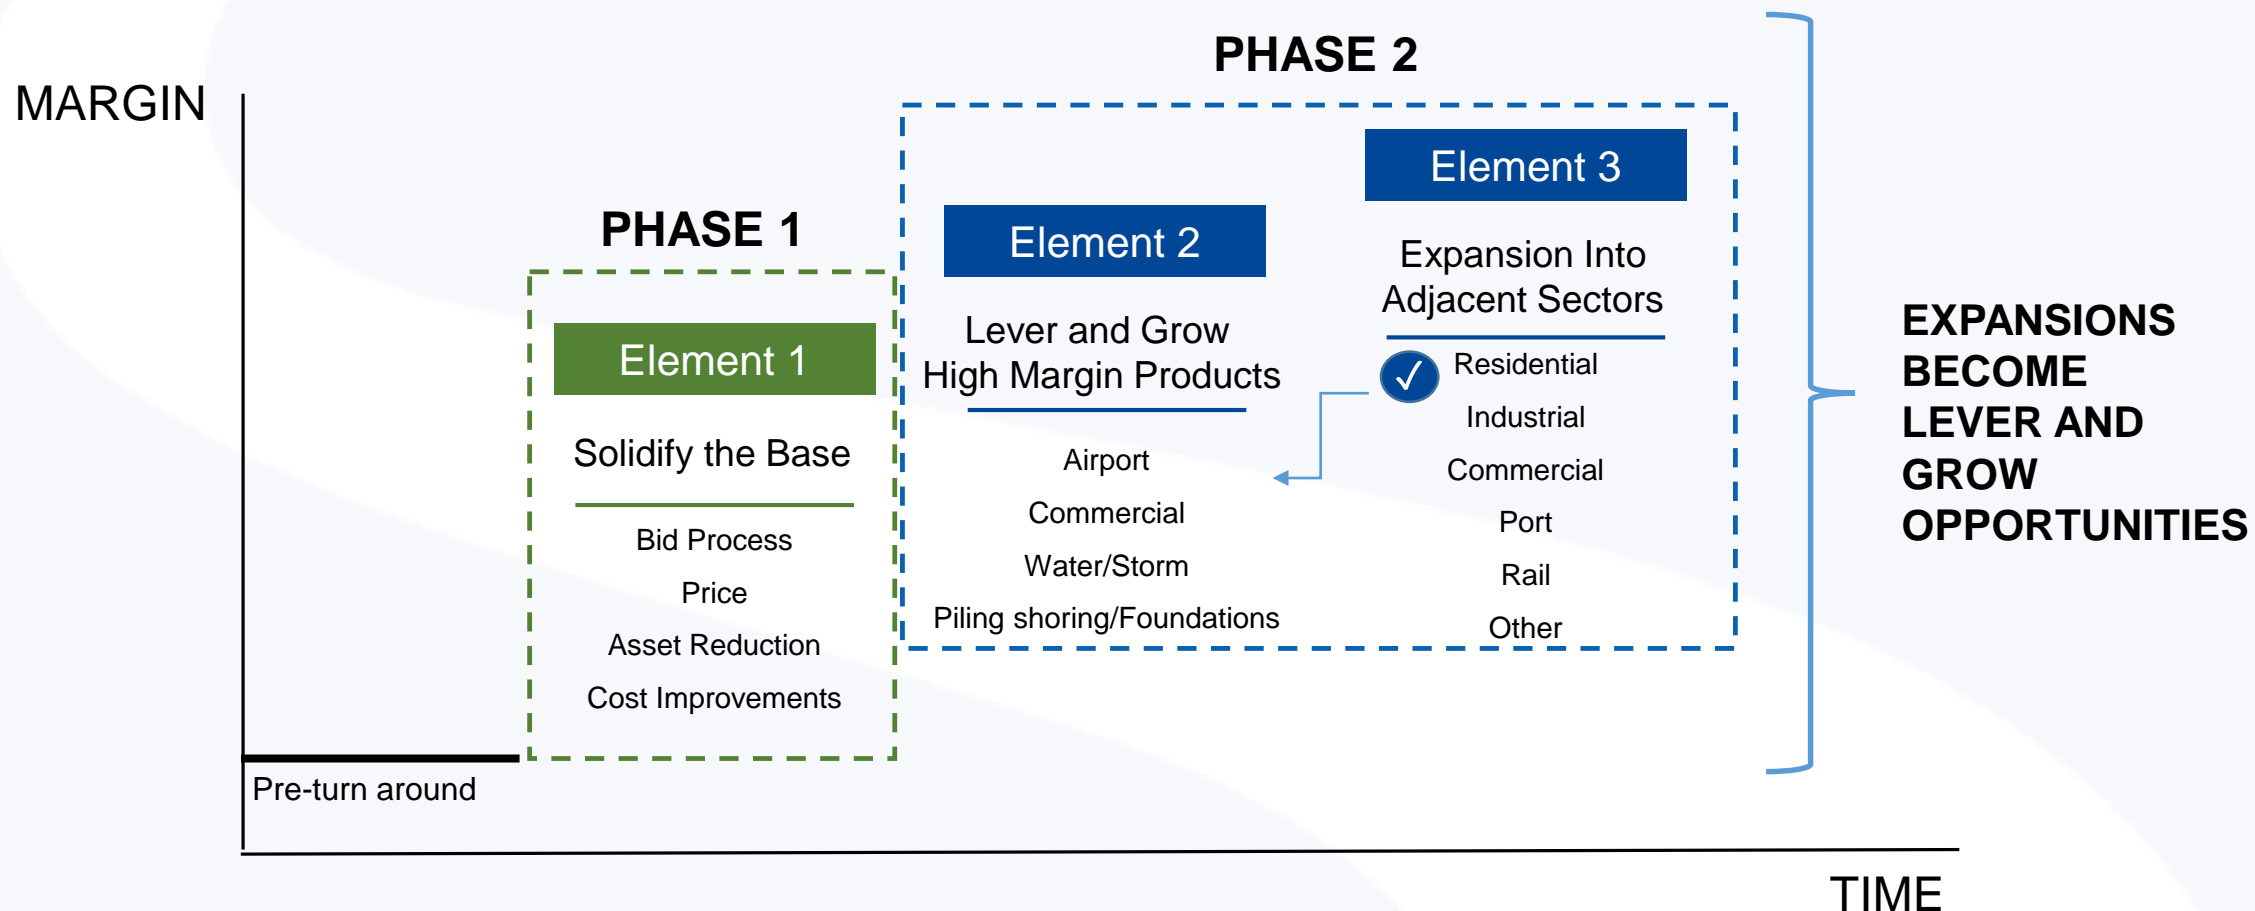 MARGIN
PHASE 1
Element 1
Solidify the Base
Bid Process
Price
Asset Reduction
Cost Improvements
Pre-turn around
PHASE 2
Element 2
Lever and Grow
High Margin Products
Airport
Commercial
Water/Storm
Piling shoring/Foundations
Element 3
Expansion Into
Adjacent Sectors
Residential
Industrial
Commercial
Port
Rail
Other
EXPANSIONS
BECOME
LEVER AND
GROW
OPPORTUNITIES
TIME